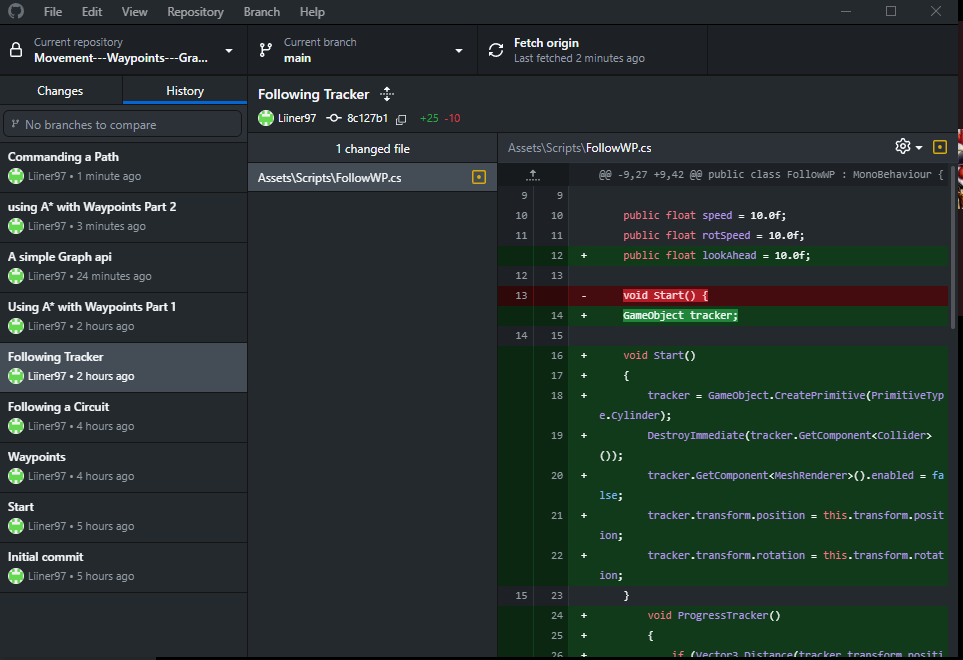 File Edit View Repository Branch Help
Current repository
Movement---Waypoints---Gra...
Current branch
main
Fetch origin
Last fetched 2 minutes ago
Changes History
No branches to compare
Commanding a Path
Liiner97 • 1 minute ago
using A* with Waypoints Part 2
Liiner97 • 3 minutes ago
A simple Graph api
Liiner97 • 24 minutes ago
Using A* with Waypoints Part 1
Liiner97 • 2 hours ago
Following Tracker
Liiner97 • 2 hours ago
Following a Circuit
Liiner97 • 4 hours ago
Waypoints
Liiner97 • 4 hours ago
Start
Liiner97 • 5 hours ago
Initial commit
Liiner97 • 5 hours ago
Following Tracker
Liiner97 8c127b1 +25 -10
1 changed file
Assets\Scripts\FollowWP.cs
Assets\Scripts\FollowWP.cs
@@ -9,27 +9,42 @@ public class FollowWP : MonoBehaviour {
9 9
10 10 public float speed = 10.0f;
11 11 public float rotSpeed = 10.0f;
12 + public float lookAhead = 10.0f;
12 13
13 - void Start() {
14 + GameObject tracker;
14 15
16 + void Start()
17 + {
18 + tracker = GameObject.CreatePrimitive(PrimitiveTyp
e.Cylinder);
19 + DestroyImmediate(tracker.GetComponent<Collider>
());
20 + tracker.GetComponent<MeshRenderer>().enabled = fa
lse;
21 + tracker.transform.position = this.transform.posit
ion;
22 + tracker.transform.rotation = this.transform.rotat
ion;
15 23 }
24 + void ProgressTracker()
25 + {
26 + if (Vector3.Distance(tracker.transform.positi